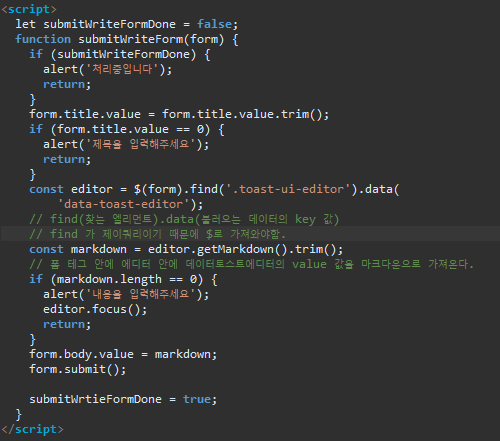 <script>
let submitWriteFormDone = false;
function submitWriteForm(form) {
if (submitWriteFormDone) {
alert('처리중입니다');
return;
}
form.title.value = form.title.value.trim();
if (form.title.value == 0) {
alert('제목을 입력해주세요');
return;
}
const editor = $(form).find('.toast-ui-editor').data(
'data-toast-editor');
// find(찾는 엘리먼트).data(불러오는 데이터의 key 값)
// find 가 제이쿼리이기 때문에 $로 가져와야함.
const markdown = editor.getMarkdown().trim();
// 폼 태그 안에 에디터 안에 데이터토스트에디터의 value 값을 마크다운으로 가져온다.
if (markdown.length == 0) {
alert('내용을 입력해주세요');
editor.focus();
return;
}
form.body.value = markdown;
form.submit();
submitWrtieFormDone = true;
}
</script>